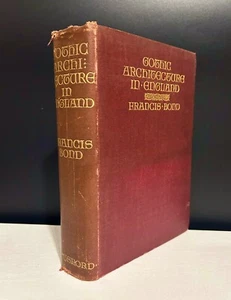 GOTHIC
ARCHI:
TECTURE
IN
ENGLAND
FRANCIS
BOND
GOTHIC
ARCHITECTURE
IN·ENGLAND
FRANCIS·BOND